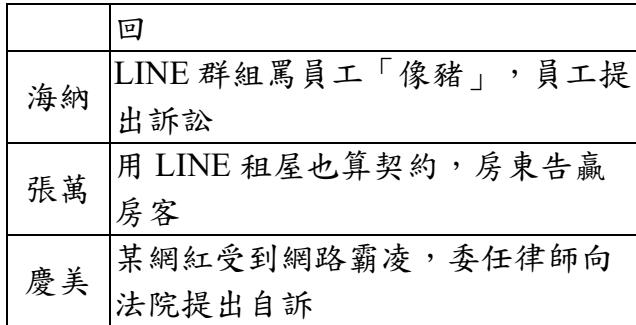 回
海納
LINE 群組罵員工「像豬」，員工提
出訴訟
張萬
用 LINE 租屋也算契約，房東告贏
房客
慶美
某網紅受到網路霸凌，委任律師向
法院提出自訴